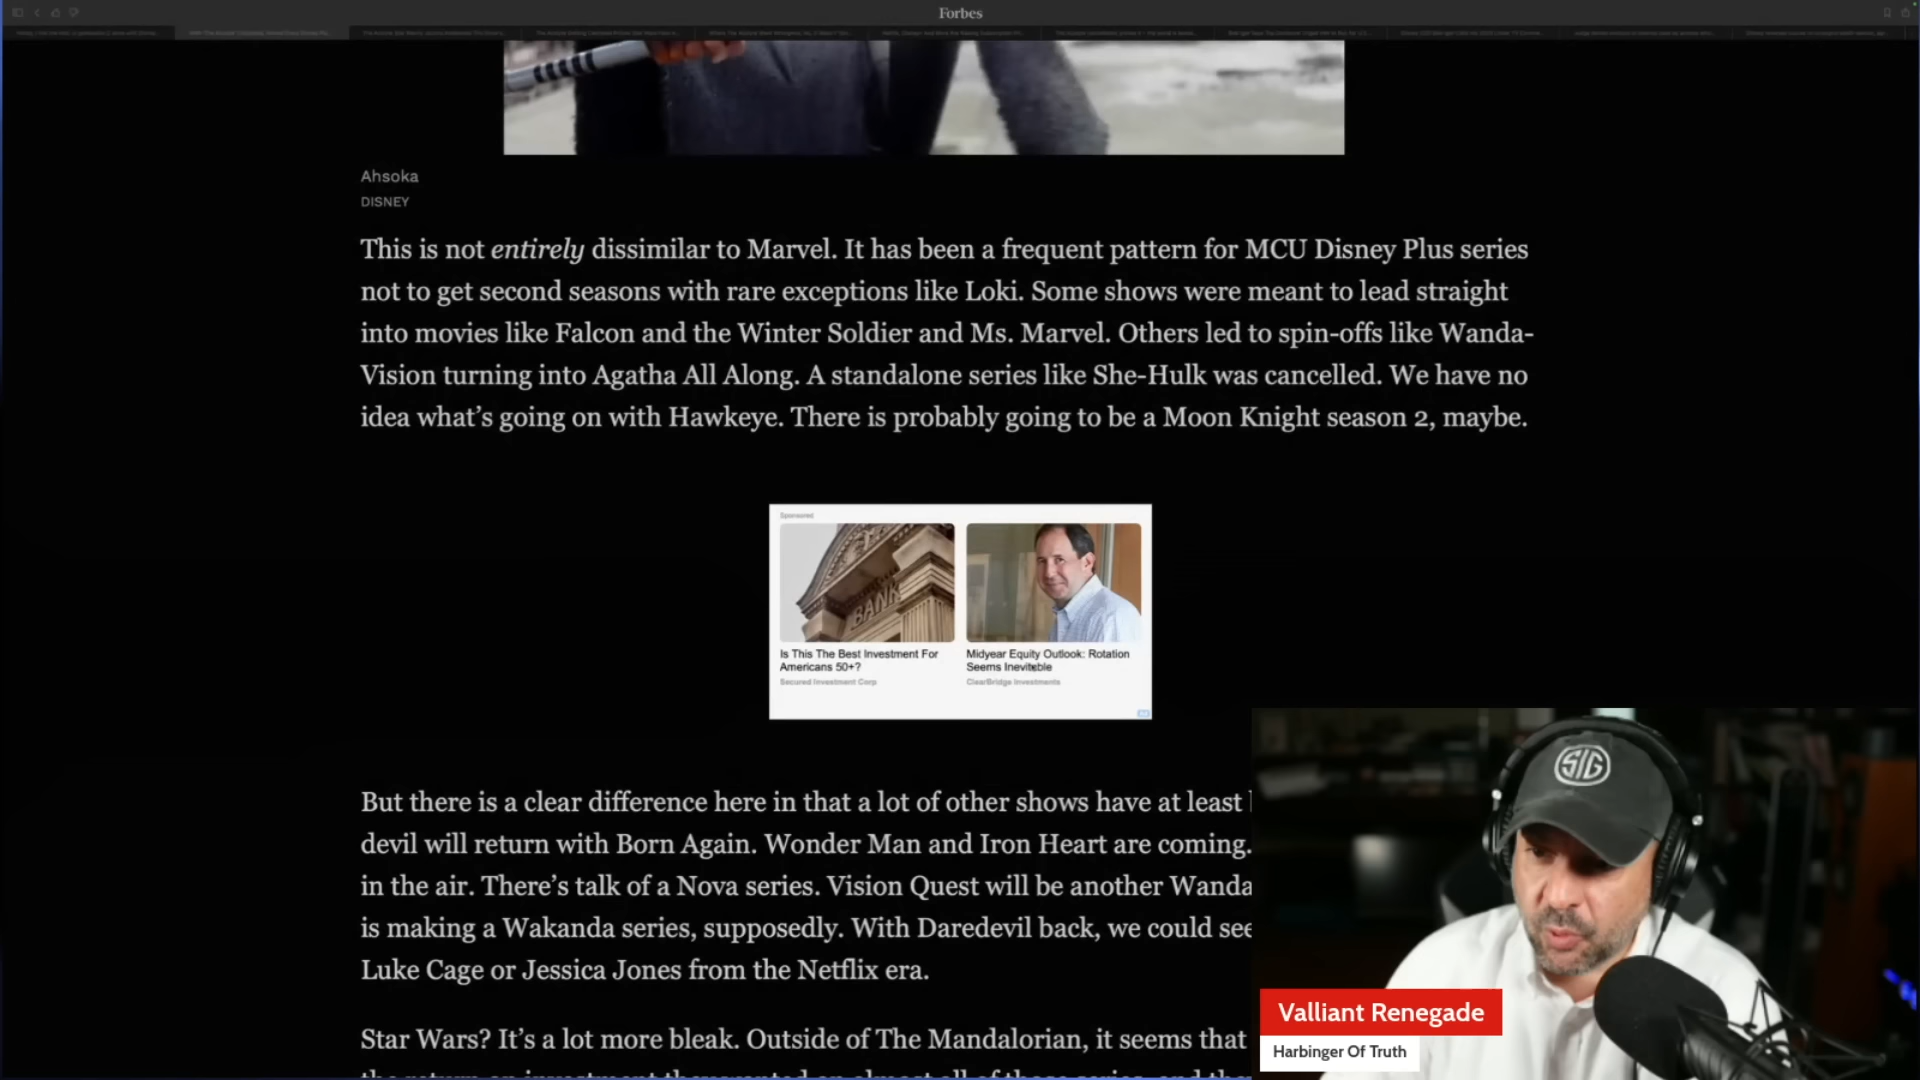 Forbes
Ahsoka
DISNEY
This is not entirely dissimilar to Marvel. It has been a frequent pattern for MCU Disney Plus series
not to get second seasons with rare exceptions like Loki. Some shows were meant to lead straight
into movies like Falcon and the Winter Soldier and Ms. Marvel. Others led to spin-offs like Wanda-
Vision turning into Agatha All Along. A standalone series like She-Hulk was cancelled. We have no
idea what's going on with Hawkeye. There is probably going to be a Moon Knight season 2, maybe.
Sponsored
BANK
Is This The Best Investment For
Americans 50+?
Secured Investment Corp
Midyear Equity Outlook: Rotation
Seems Inevitable
ClearBridge Investments
But there is a clear difference here in that a lot of other shows have at least
devil will return with Born Again. Wonder Man and Iron Heart are coming.
in the air. There's talk of a Nova series. Vision Quest will be another Wanda
is making a Wakanda series, supposedly. With Daredevil back, we could see
Luke Cage or Jessica Jones from the Netflix era.
Star Wars? It's a lot more bleak. Outside of The Mandalorian, it seems that
SIG
Valliant Renegade
Harbinger Of Truth